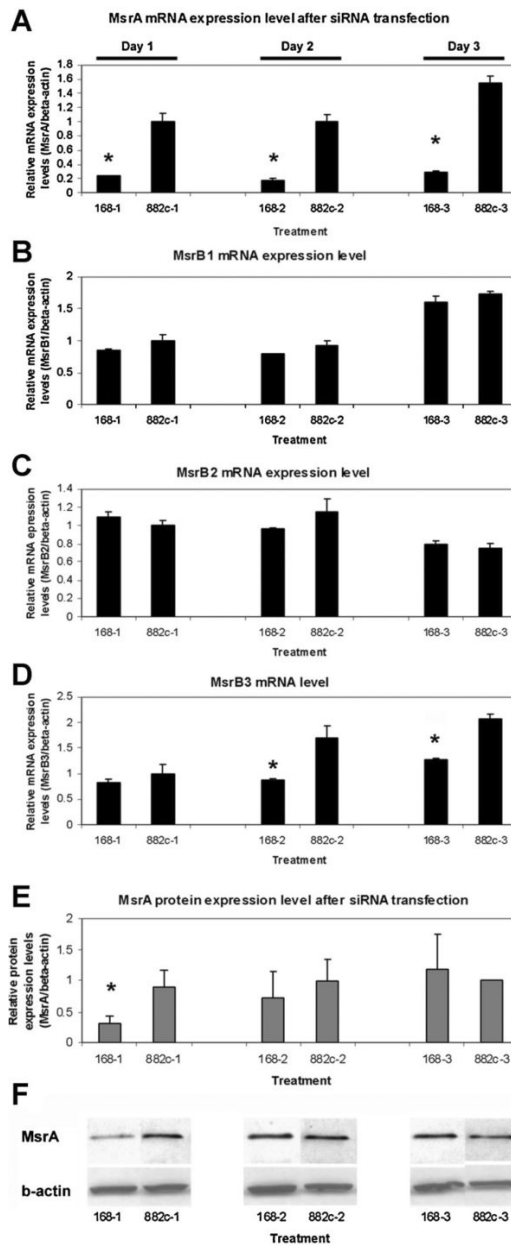 A
MsrA mRNA expression level after siRNA transfection
Day 1 Day 2 Day 3
Relative mRNA expression
levels (MsrA/beta-actin)
1.8
1.6
1.4
1.2
1
0.8
0.6
0.4
0.2
0
* * *
168-1 882c-1 168-2 882c-2 168-3 882c-3
Treatment
B
MsrB1 mRNA expression level
Relative mRNA expression
levels (MsrB1/beta-actin)
2
1.5
1
0.5
0
168-1 882c-1 168-2 882c-2 168-3 882c-3
Treatment
C
MsrB2 mRNA expression level
Relative mRNA epression
levels (MsrB2/beta-actin)
1.4
1.2
1
0.8
0.6
0.4
0.2
0
168-1 882c-1 168-2 882c-2 168-3 882c-3
Treatment
D
MsrB3 mRNA level
Relative mRNA expression
levels (MsrB3/beta-actin)
2.5
2
1.5
1
0.5
0
* *
168-1 882c-1 168-2 882c-2 168-3 882c-3
Treatment
E
MsrA protein expression level after siRNA transfection
Relative protein
expression levels
(MsrA/beta-actin)
2
1.5
1
0.5
0
*
168-1 882c-1 168-2 882c-2 168-3 882c-3
Treatment
F
MsrA
b-actin
168-1 882c-1 168-2 882c-2 168-3 882c-3
Treatment